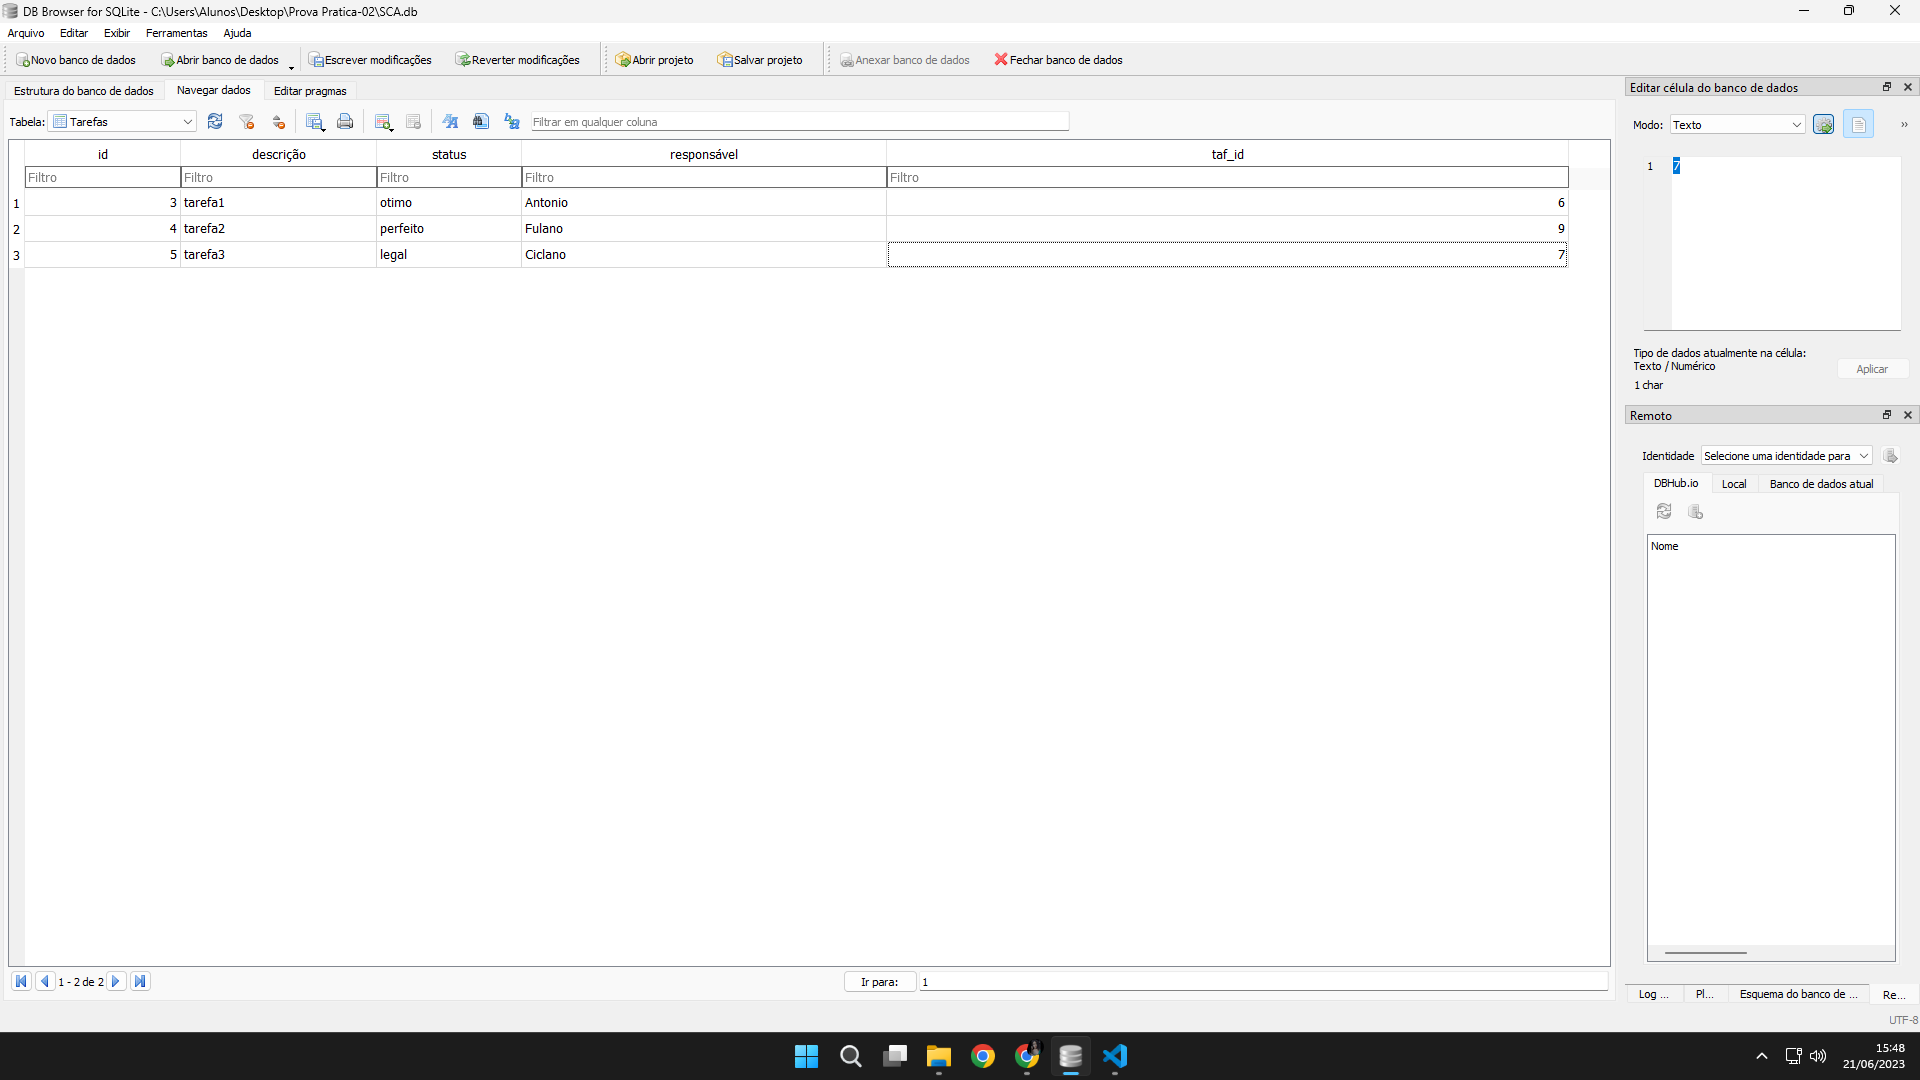 DB Browser for SQLite - C:\Users\Alunos\Desktop\Prova Pratica-02\SCA.db
Arquivo Editar Exibir Ferramentas Ajuda
Novo banco de dados Abrir banco de dados Escrever modificações Reverter modificações Abrir projeto Salvar projeto Anexar banco de dados Fechar banco de dados
Estrutura do banco de dados Navegar dados Editar pragmas
Tabela: Tarefas Filtrar em qualquer coluna
id descrição status responsável taf_id
Filtro Filtro Filtro Filtro Filtro
1 3 tarefa1 otimo Antonio 6
2 4 tarefa2 perfeito Fulano 9
3 5 tarefa3 legal Ciclano 7
1 - 2 de 2 Ir para: 1
Editar célula do banco de dados
Modo: Texto
1 7
Tipo de dados atualmente na célula:
Texto / Numérico
Aplicar
1 char
Remoto
Identidade Selecione uma identidade para
DBHub.io Local Banco de dados atual
Nome
Log ... Pl... Esquema do banco de ... Re...
UTF-8
15:48
21/06/2023